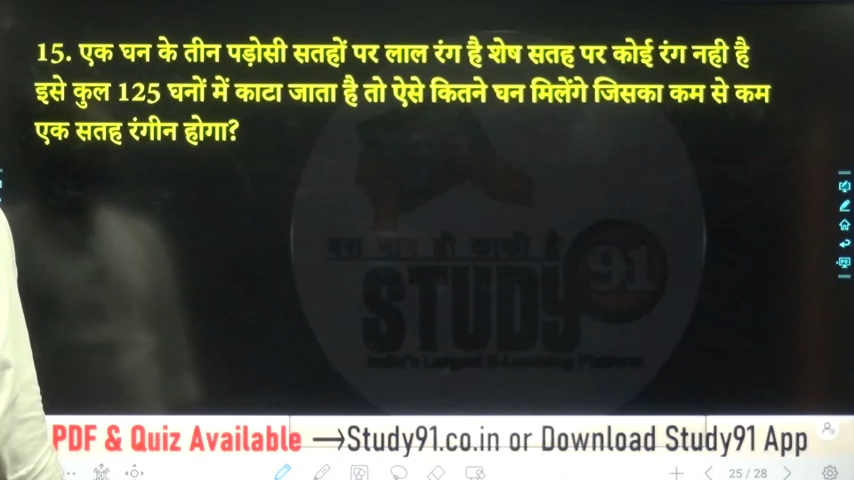 15. एक घन के तीन पड़ोसी सतहों पर लाल रंग है शेष सतह पर कोई रंग नही है
इसे कुल 125 घनों में काटा जाता है तो ऐसे कितने घन मिलेंगे जिसका कम से कम
एक सतह रंगीन होगा?
बस नाम ही काफी है
91
STUDY
India's Largest E-Learning Platform
PDF & Quiz Available →Study91.co.in or Download Study91 App
25 / 28